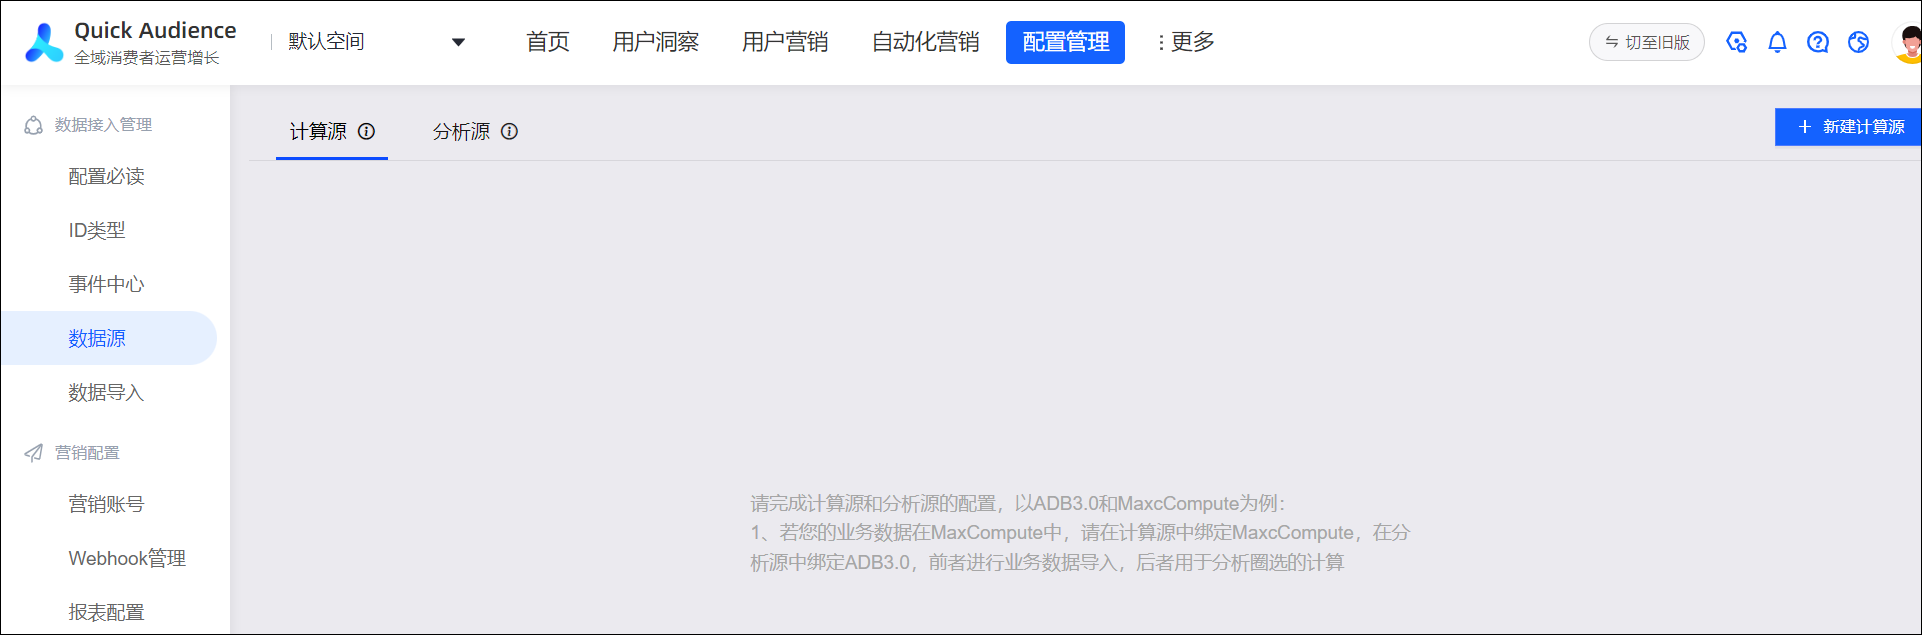 Quick Audience
全域消费者运营增长
默认空间
首页
用户洞察
用户营销
自动化营销
配置管理
更多
切至旧版
数据接入管理
配置必读
ID类型
事件中心
数据源
数据导入
营销配置
营销账号
Webhook管理
报表配置
计算源
分析源
+ 新建计算源
请完成计算源和分析源的配置，以ADB3.0和MaxcCompute为例：
1、若您的业务数据在MaxCompute中，请在计算源中绑定MaxcCompute，在分
析源中绑定ADB3.0，前者进行业务数据导入，后者用于分析圈选的计算